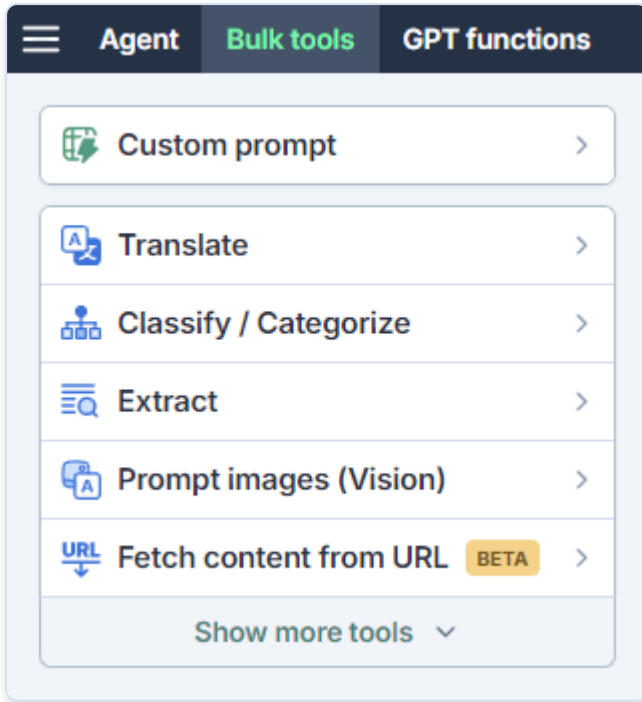 Agent Bulk tools GPT functions
Custom prompt
A Translate
Classify / Categorize
Extract
A Prompt images (Vision)
URL Fetch content from URL BETA
Show more tools